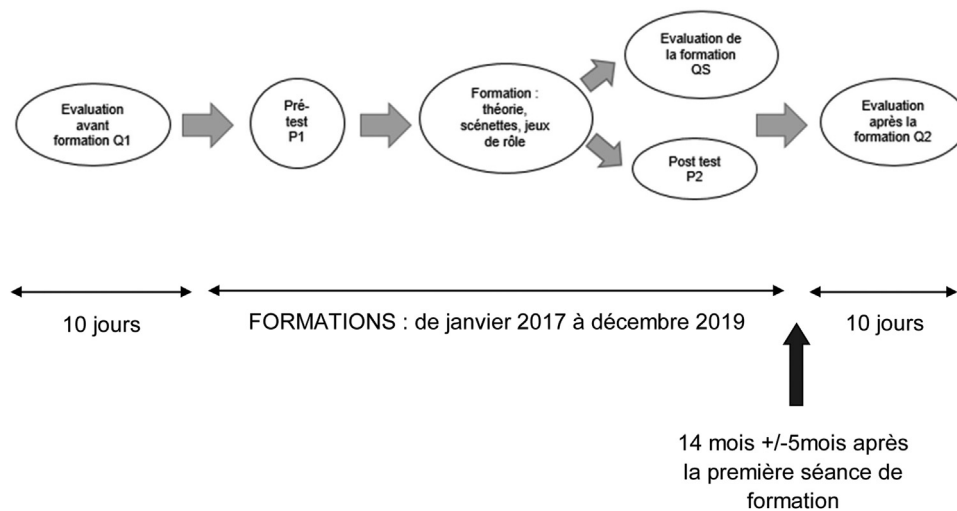 Evaluation
avant
formation Q1
Pré-
test
P1
Formation :
théorie,
scénettes, jeux
de rôle
Evaluation de
la formation
QS
Post test
P2
Evaluation
après la
formation Q2
10 jours
FORMATIONS : de janvier 2017 à décembre 2019
10 jours
14 mois +/-5mois après
la première séance de
formation